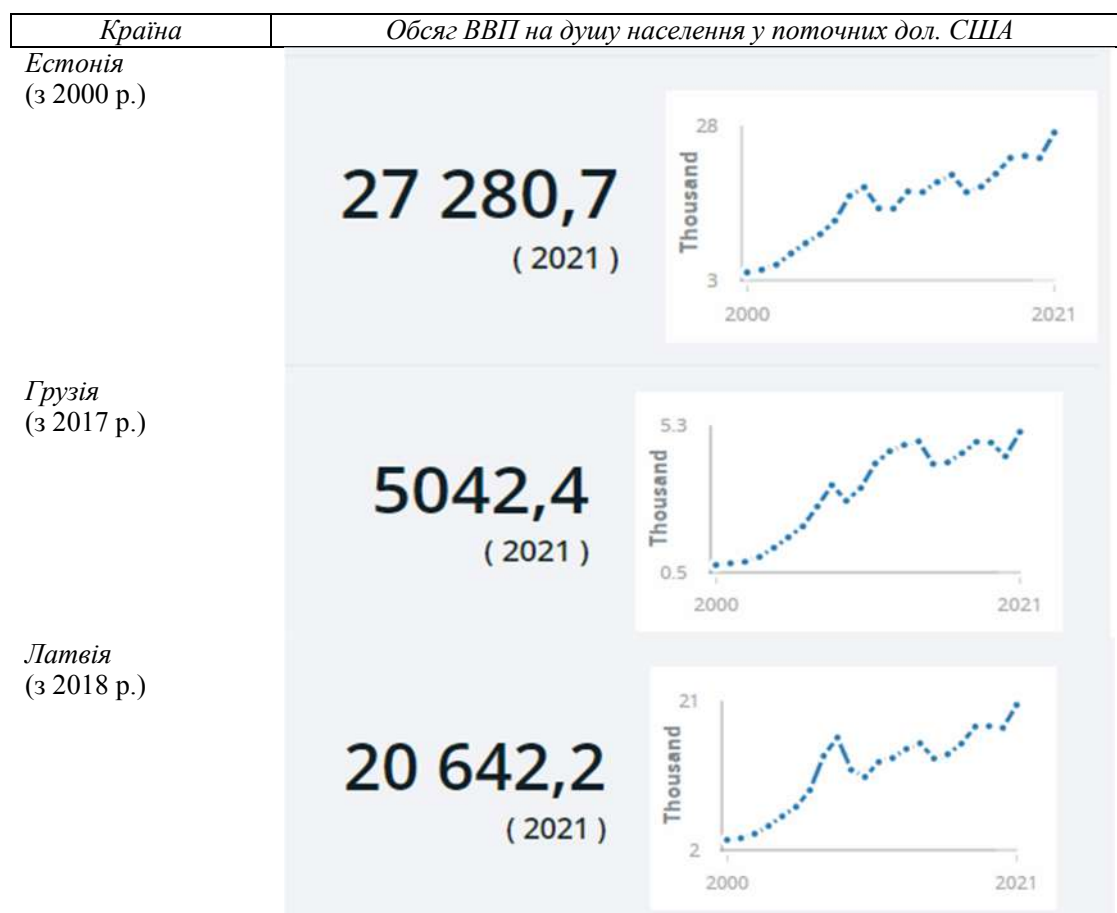 Країна Обсяг ВВП на душу населення у поточних дол. США
Естонія
(з 2000 р.)
27 280,7
( 2021 )
28
Thousand
3
2000 2021
Грузія
(з 2017 р.)
5042,4
( 2021 )
5.3
Thousand
0.5
2000 2021
Латвія
(з 2018 р.)
20 642,2
( 2021 )
21
Thousand
2
2000 2021